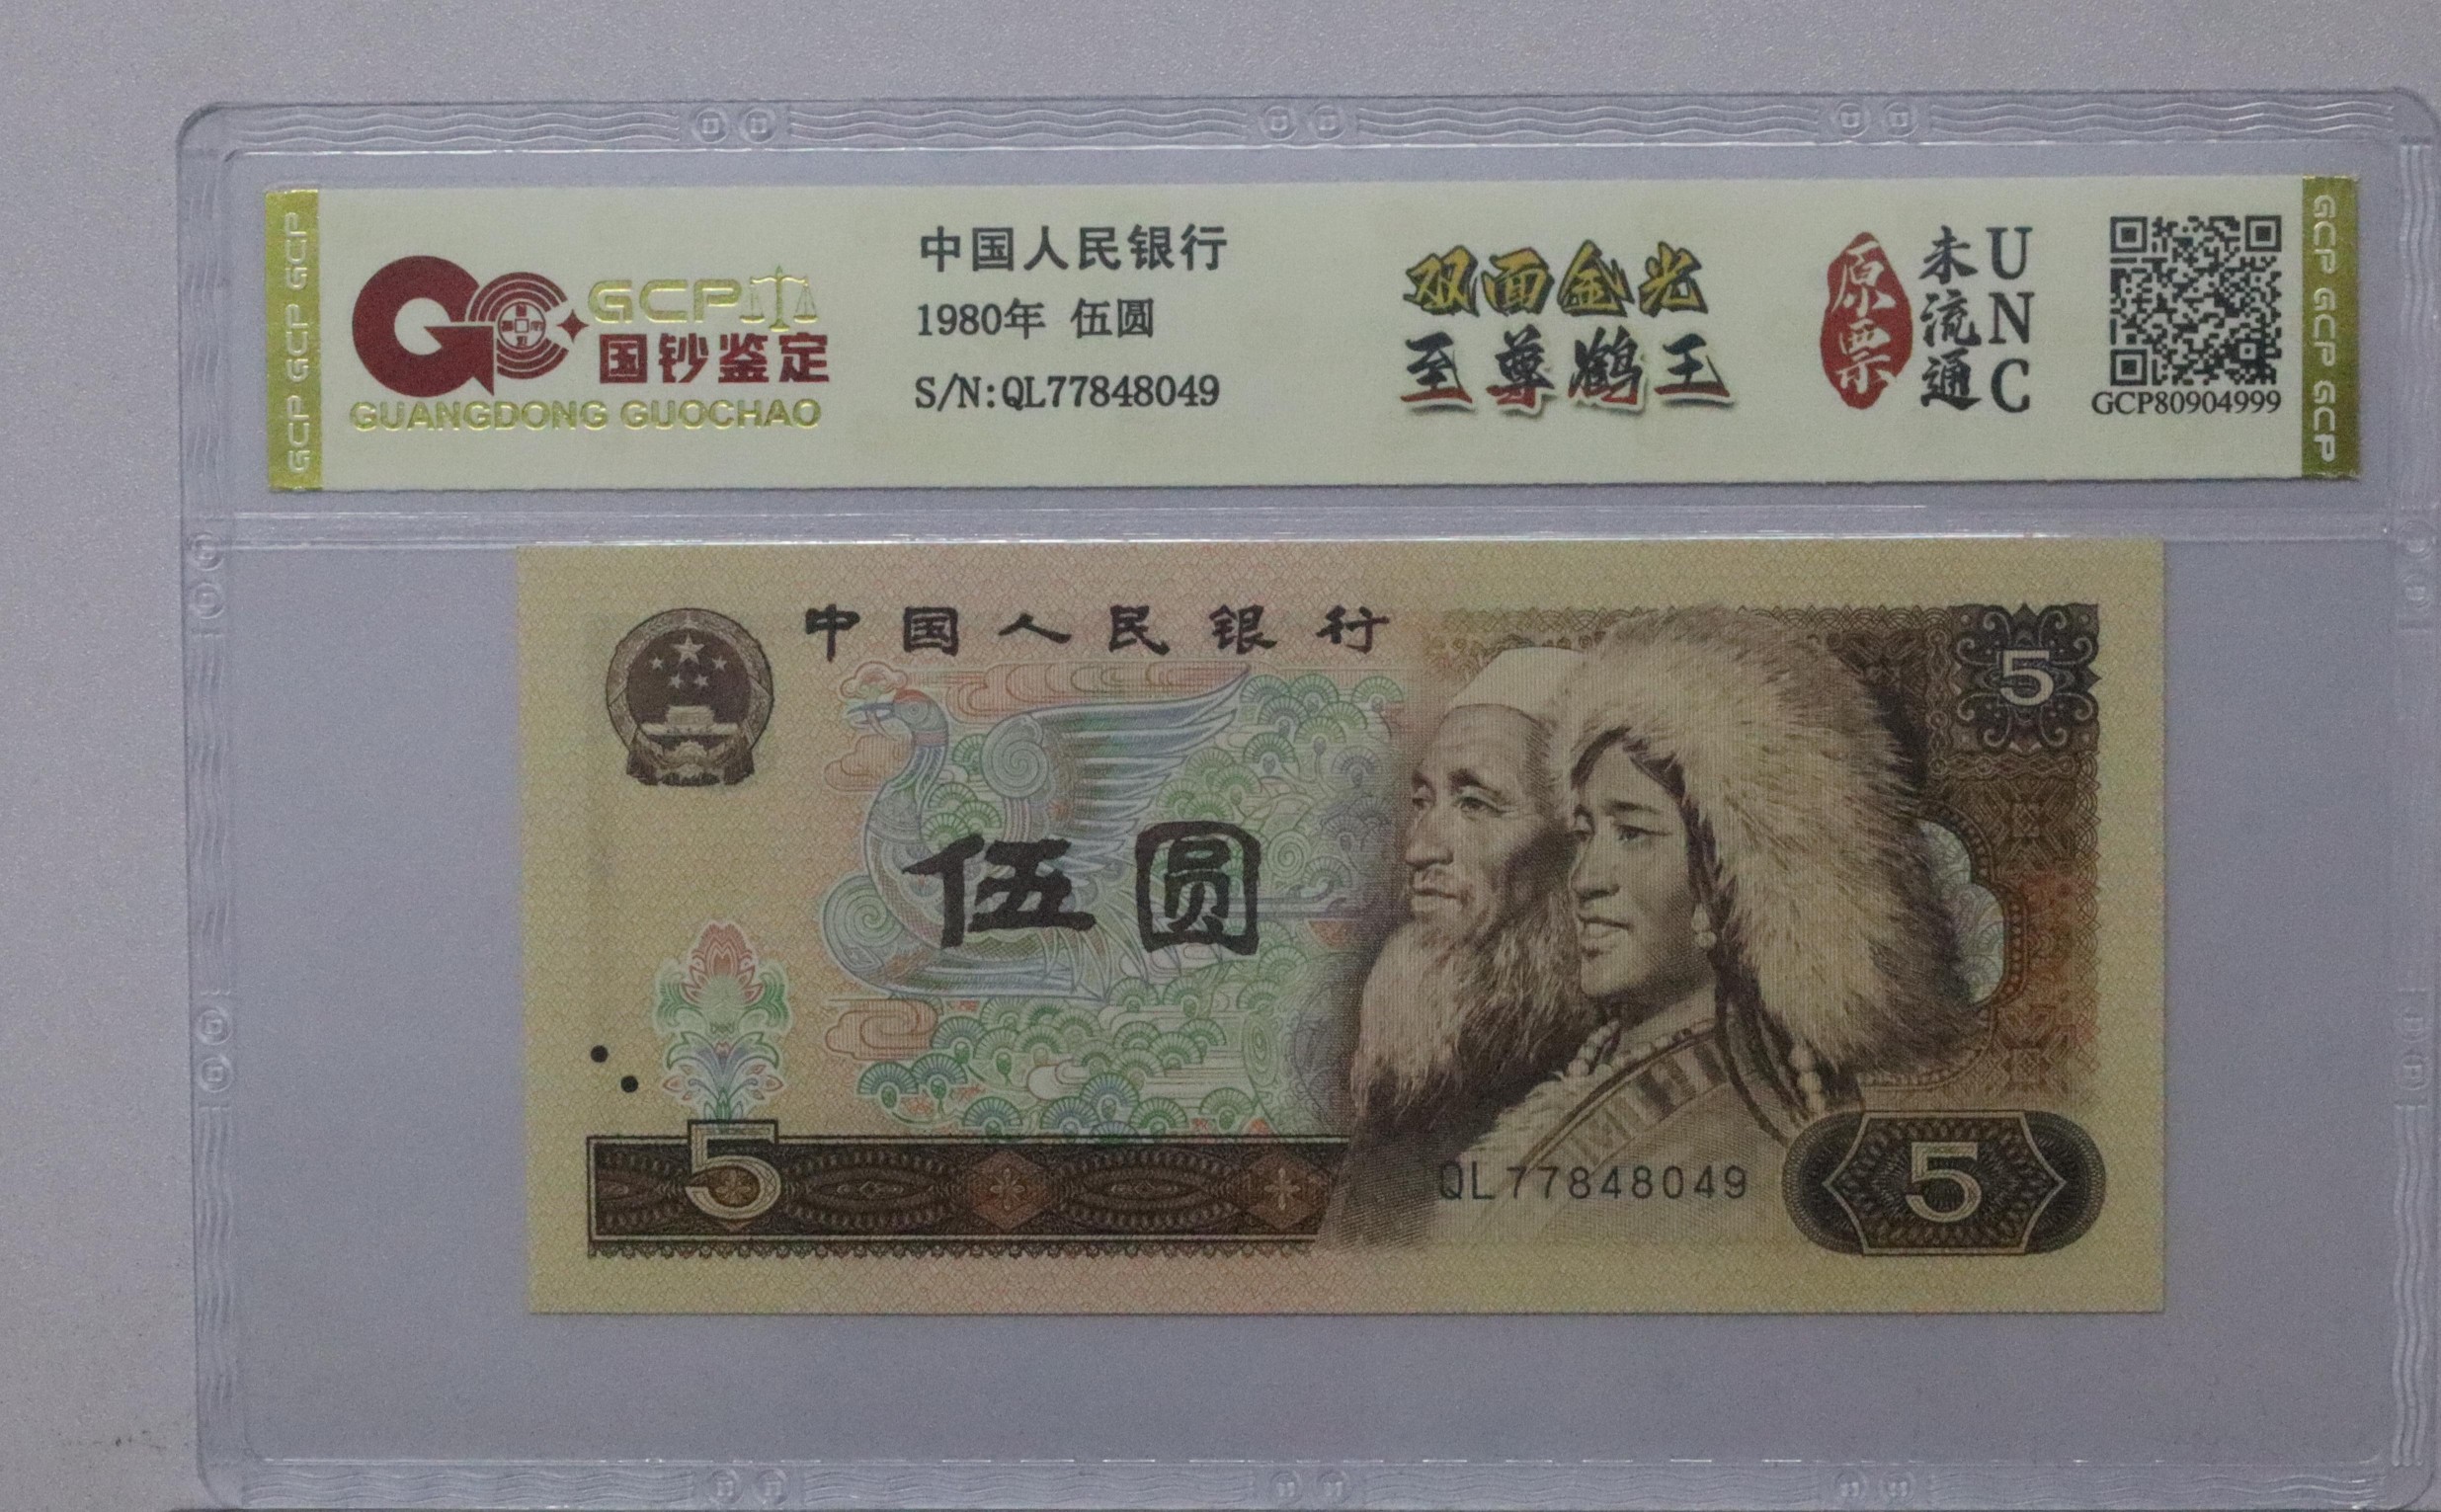 GCP GCP GCP
GCP
国钞鉴定
GUANGDONG GUOCHAO
中国人民银行
1980年 伍圆
S/N:QL77848049
双面金光
至尊鹤王
原票
未流通
UNC
GCP80904999
GCP GCP GCP
中国人民银行
5
伍圆
5
QL77848049
5